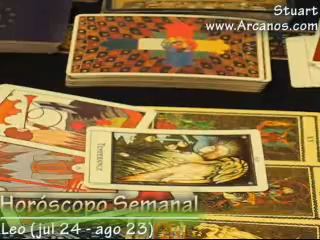 Stuart
www.Arcanos.com
TEMPERANCE
Horóscopo Semanal
Leo (jul 24 - ago 23)